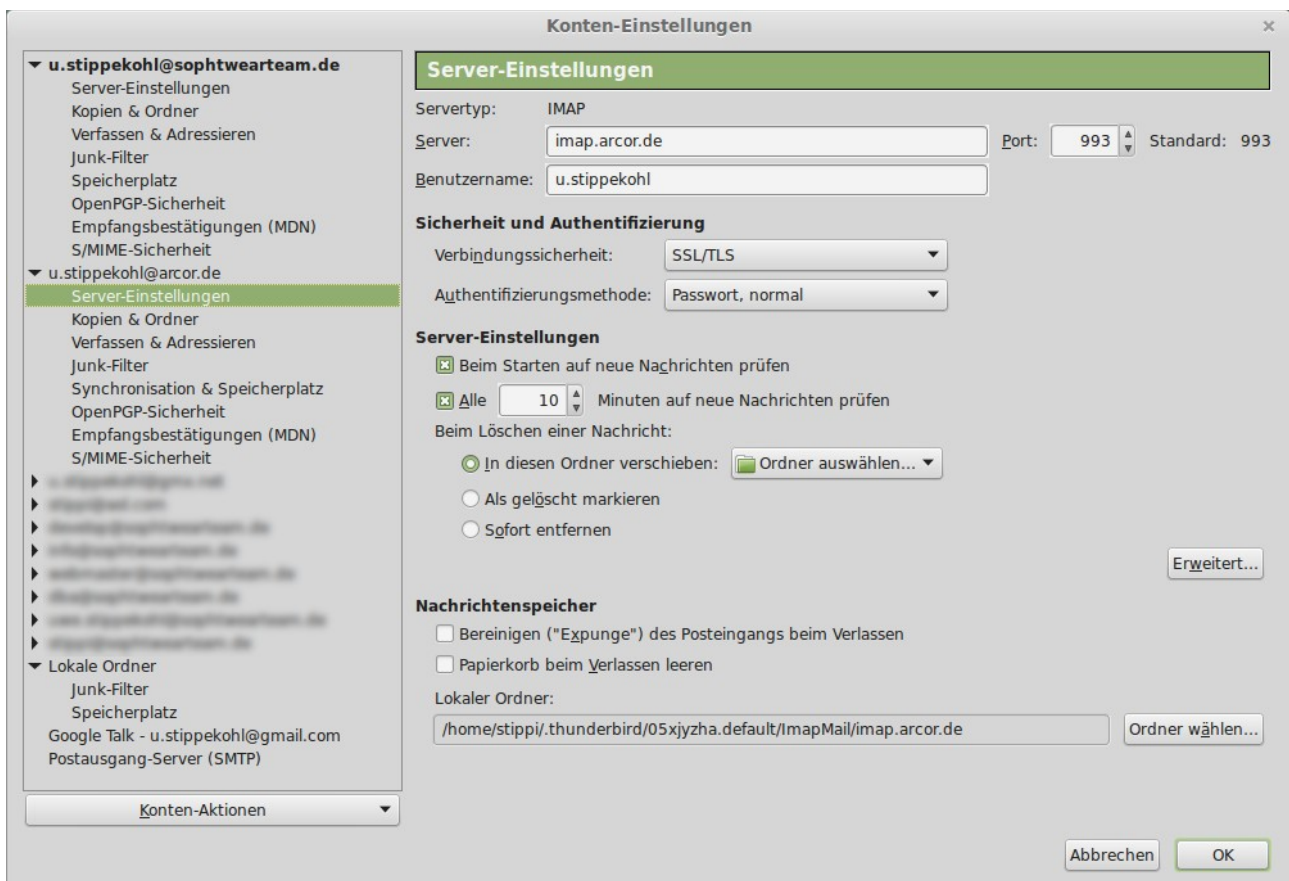 Konten-Einstellungen
u.stippekohl@sophtwearteam.de
Server-Einstellungen
Kopien & Ordner
Verfassen & Adressieren
Junk-Filter
Speicherplatz
OpenPGP-Sicherheit
Empfangsbestätigungen (MDN)
S/MIME-Sicherheit
u.stippekohl@arcor.de
Server-Einstellungen
Kopien & Ordner
Verfassen & Adressieren
Junk-Filter
Synchronisation & Speicherplatz
OpenPGP-Sicherheit
Empfangsbestätigungen (MDN)
S/MIME-Sicherheit
Lokale Ordner
Junk-Filter
Speicherplatz
Google Talk - u.stippekohl@gmail.com
Postausgang-Server (SMTP)
Konten-Aktionen
Server-Einstellungen
Servertyp: IMAP
Server: imap.arcor.de Port: 993 Standard: 993
Benutzername: u.stippekohl
Sicherheit und Authentifizierung
Verbindungssicherheit: SSL/TLS
Authentifizierungsmethode: Passwort, normal
Server-Einstellungen
Beim Starten auf neue Nachrichten prüfen
Alle 10 Minuten auf neue Nachrichten prüfen
Beim Löschen einer Nachricht:
In diesen Ordner verschieben: Ordner auswählen...
Als gelöscht markieren
Sofort entfernen
Erweitert...
Nachrichtenspeicher
Bereinigen ("Expunge") des Posteingangs beim Verlassen
Papierkorb beim Verlassen leeren
Lokaler Ordner:
/home/stippi/.thunderbird/05xjyzha.default/ImapMail/imap.arcor.de Ordner wählen...
Abbrechen OK